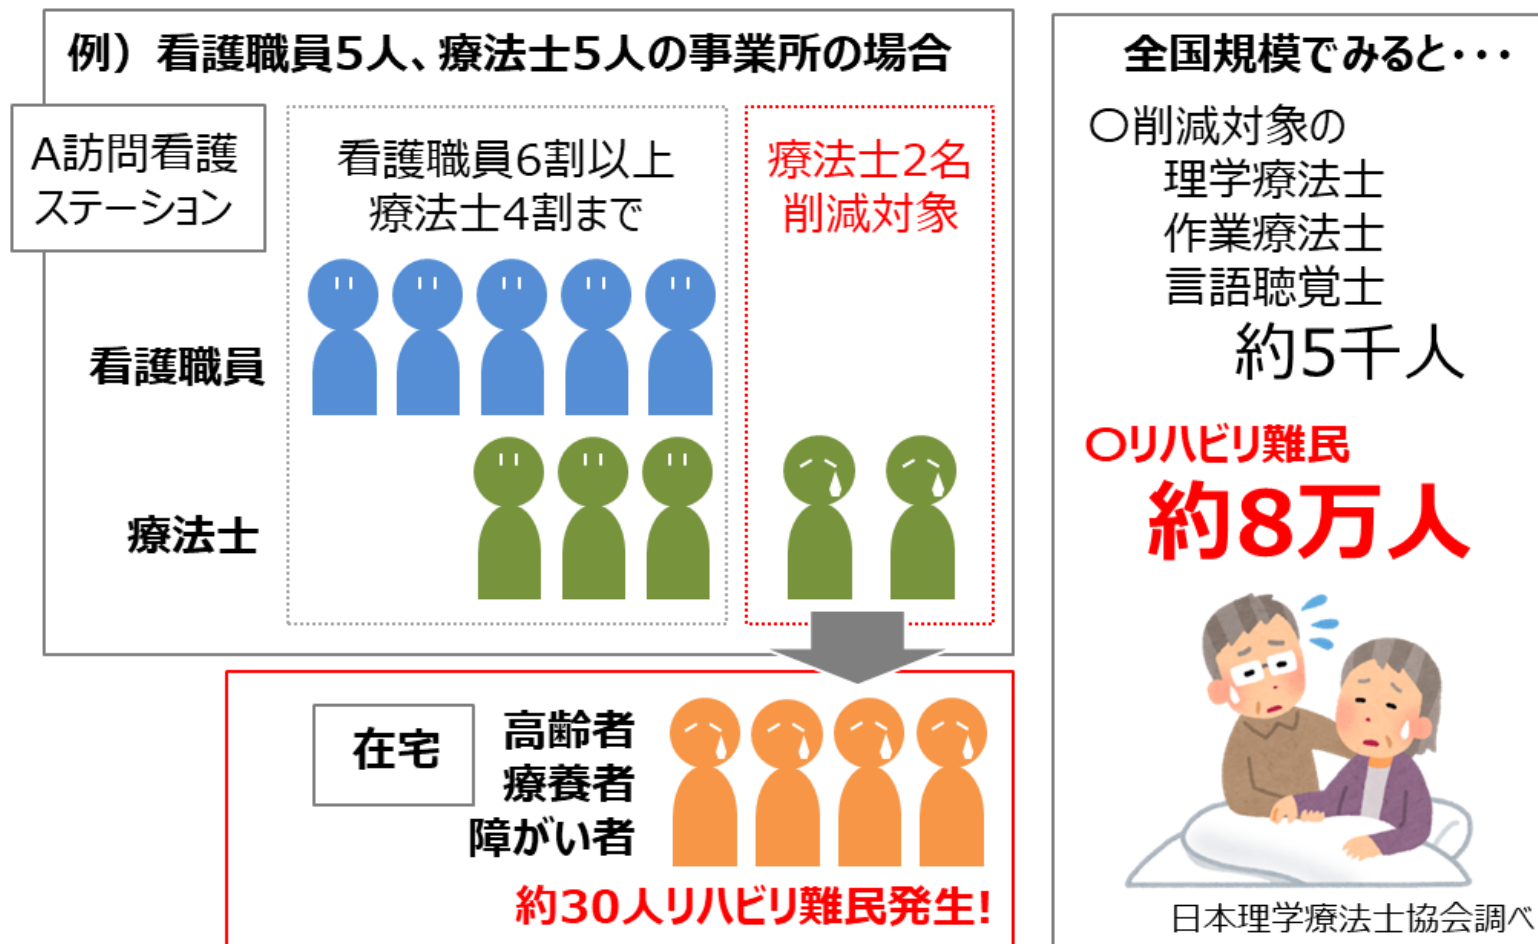 例）看護職員5人、療法士5人の事業所の場合
A訪問看護
ステーション
看護職員6割以上
療法士4割まで
療法士2名
削減対象
看護職員
療法士
在宅
高齢者
療養者
障がい者
約30人リハビリ難民発生!
全国規模でみると・・・
〇削減対象の
理学療法士
作業療法士
言語聴覚士
約5千人
〇リハビリ難民
約8万人
日本理学療法士協会調べ